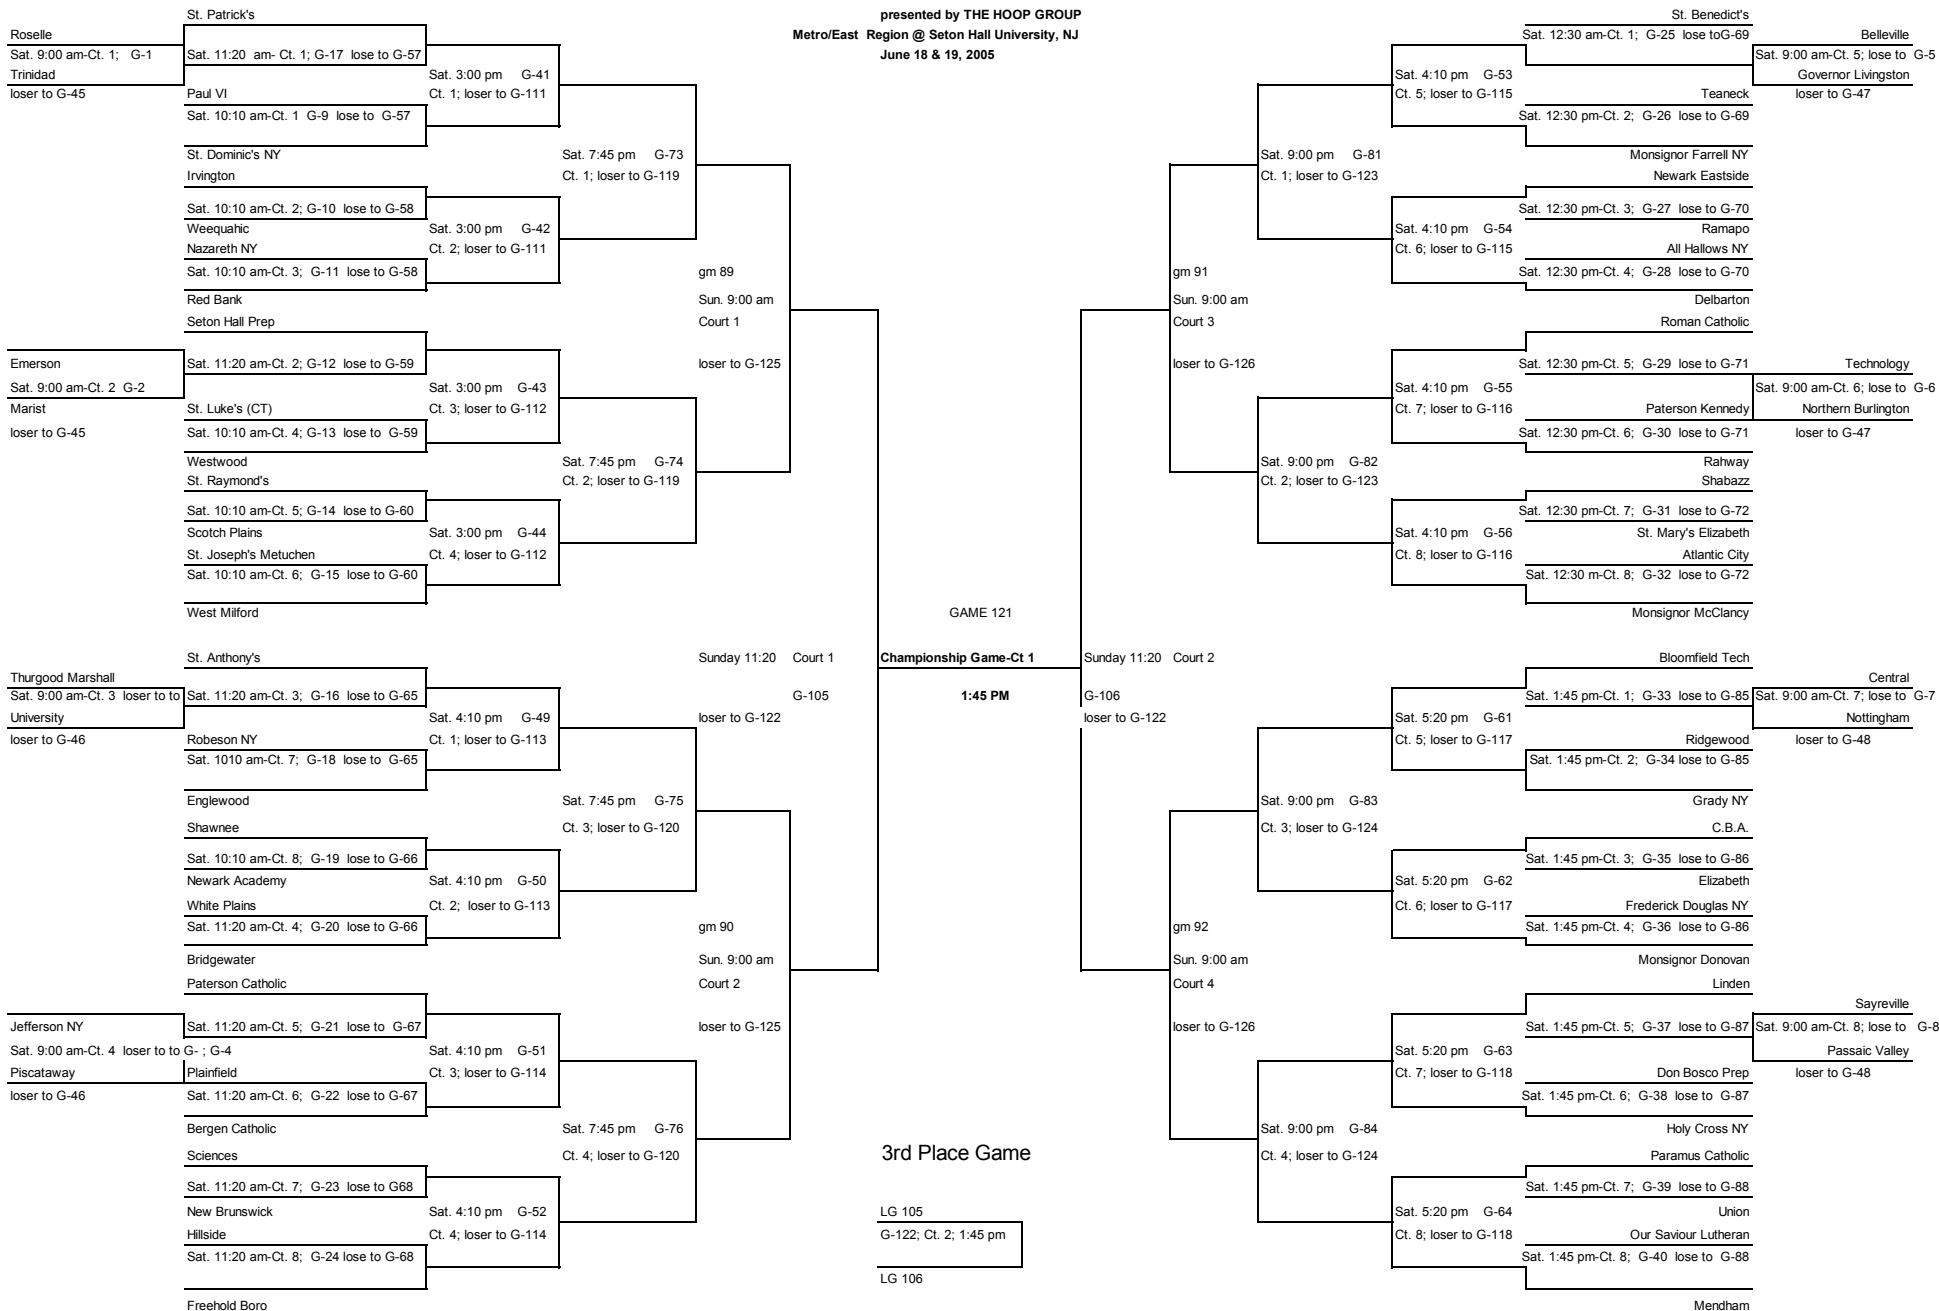 presented by THE HOOP GROUP
Metro/East Region @ Seton Hall University, NJ
June 18 & 19, 2005
St. Patrick's
Roselle
Sat. 9:00 am-Ct. 1; G-1
Sat. 11:20 am- Ct. 1; G-17 lose to G-57
Trinidad
loser to G-45
Sat. 3:00 pm G-41
Paul VI
Ct. 1; loser to G-111
Sat. 10:10 am-Ct. 1 G-9 lose to G-57
St. Dominic's NY
Sat. 7:45 pm G-73
Irvington
Ct. 1; loser to G-119
Sat. 10:10 am-Ct. 2; G-10 lose to G-58
Weequahic
Sat. 3:00 pm G-42
Nazareth NY
Ct. 2; loser to G-111
Sat. 10:10 am-Ct. 3; G-11 lose to G-58
gm 89
Red Bank
Sun. 9:00 am
Seton Hall Prep
Court 1
Emerson
Sat. 11:20 am-Ct. 2; G-12 lose to G-59
loser to G-125
Sat. 9:00 am-Ct. 2 G-2
Sat. 3:00 pm G-43
Marist
St. Luke's (CT)
Ct. 3; loser to G-112
loser to G-45
Sat. 10:10 am-Ct. 4; G-13 lose to G-59
Westwood
Sat. 7:45 pm G-74
St. Raymond's
Ct. 2; loser to G-119
Sat. 10:10 am-Ct. 5; G-14 lose to G-60
Scotch Plains
Sat. 3:00 pm G-44
St. Joseph's Metuchen
Ct. 4; loser to G-112
Sat. 10:10 am-Ct. 6; G-15 lose to G-60
West Milford
St. Anthony's
Sunday 11:20 Court 1
Thurgood Marshall
Sat. 9:00 am-Ct. 3 loser to to
Sat. 11:20 am-Ct. 3; G-16 lose to G-65
G-105
University
Sat. 4:10 pm G-49
loser to G-122
loser to G-46
Robeson NY
Ct. 1; loser to G-113
Sat. 1010 am-Ct. 7; G-18 lose to G-65
Englewood
Sat. 7:45 pm G-75
Shawnee
Ct. 3; loser to G-120
Sat. 10:10 am-Ct. 8; G-19 lose to G-66
Newark Academy
Sat. 4:10 pm G-50
White Plains
Ct. 2; loser to G-113
Sat. 11:20 am-Ct. 4; G-20 lose to G-66
gm 90
Bridgewater
Sun. 9:00 am
Paterson Catholic
Court 2
Jefferson NY
Sat. 11:20 am-Ct. 5; G-21 lose to G-67
loser to G-125
Sat. 9:00 am-Ct. 4 loser to to G- ; G-4
Sat. 4:10 pm G-51
Piscataway
Plainfield
Ct. 3; loser to G-114
loser to G-46
Sat. 11:20 am-Ct. 6; G-22 lose to G-67
Bergen Catholic
Sat. 7:45 pm G-76
Sciences
Ct. 4; loser to G-120
Sat. 11:20 am-Ct. 7; G-23 lose to G68
New Brunswick
Sat. 4:10 pm G-52
Hillside
Ct. 4; loser to G-114
Sat. 11:20 am-Ct. 8; G-24 lose to G-68
Freehold Boro
GAME 121
Championship Game-Ct 1
1:45 PM
3rd Place Game
LG 105
G-122; Ct. 2; 1:45 pm
LG 106
St. Benedict's
Sat. 12:30 am-Ct. 1; G-25 lose toG-69
Belleville
Sat. 9:00 am-Ct. 5; lose to G-5
Sat. 4:10 pm G-53
Governor Livingston
Ct. 5; loser to G-115
Teaneck
loser to G-47
Sat. 12:30 pm-Ct. 2; G-26 lose to G-69
Sat. 9:00 pm G-81
Monsignor Farrell NY
Ct. 1; loser to G-123
Newark Eastside
Sat. 12:30 pm-Ct. 3; G-27 lose to G-70
Sat. 4:10 pm G-54
Ramapo
Ct. 6; loser to G-115
All Hallows NY
gm 91
Sat. 12:30 pm-Ct. 4; G-28 lose to G-70
Sun. 9:00 am
Delbarton
Court 3
Roman Catholic
loser to G-126
Sat. 12:30 pm-Ct. 5; G-29 lose to G-71
Technology
Sat. 4:10 pm G-55
Sat. 9:00 am-Ct. 6; lose to G-6
Ct. 7; loser to G-116
Paterson Kennedy
Northern Burlington
Sat. 12:30 pm-Ct. 6; G-30 lose to G-71
loser to G-47
Sat. 9:00 pm G-82
Rahway
Ct. 2; loser to G-123
Shabazz
Sat. 12:30 pm-Ct. 7; G-31 lose to G-72
Sat. 4:10 pm G-56
St. Mary's Elizabeth
Ct. 8; loser to G-116
Atlantic City
Sat. 12:30 m-Ct. 8; G-32 lose to G-72
Monsignor McClancy
Sunday 11:20 Court 2
Bloomfield Tech
Central
G-106
Sat. 1:45 pm-Ct. 1; G-33 lose to G-85
Sat. 9:00 am-Ct. 7; lose to G-7
loser to G-122
Sat. 5:20 pm G-61
Nottingham
Ct. 5; loser to G-117
Ridgewood
loser to G-48
Sat. 1:45 pm-Ct. 2; G-34 lose to G-85
Sat. 9:00 pm G-83
Grady NY
Ct. 3; loser to G-124
C.B.A.
Sat. 1:45 pm-Ct. 3; G-35 lose to G-86
Sat. 5:20 pm G-62
Elizabeth
Ct. 6; loser to G-117
Frederick Douglas NY
gm 92
Sat. 1:45 pm-Ct. 4; G-36 lose to G-86
Sun. 9:00 am
Monsignor Donovan
Court 4
Linden
Sayreville
loser to G-126
Sat. 1:45 pm-Ct. 5; G-37 lose to G-87
Sat. 9:00 am-Ct. 8; lose to G-8
Sat. 5:20 pm G-63
Passaic Valley
Ct. 7; loser to G-118
Don Bosco Prep
loser to G-48
Sat. 1:45 pm-Ct. 6; G-38 lose to G-87
Sat. 9:00 pm G-84
Holy Cross NY
Ct. 4; loser to G-124
Paramus Catholic
Sat. 1:45 pm-Ct. 7; G-39 lose to G-88
Sat. 5:20 pm G-64
Union
Ct. 8; loser to G-118
Our Saviour Lutheran
Sat. 1:45 pm-Ct. 8; G-40 lose to G-88
Mendham